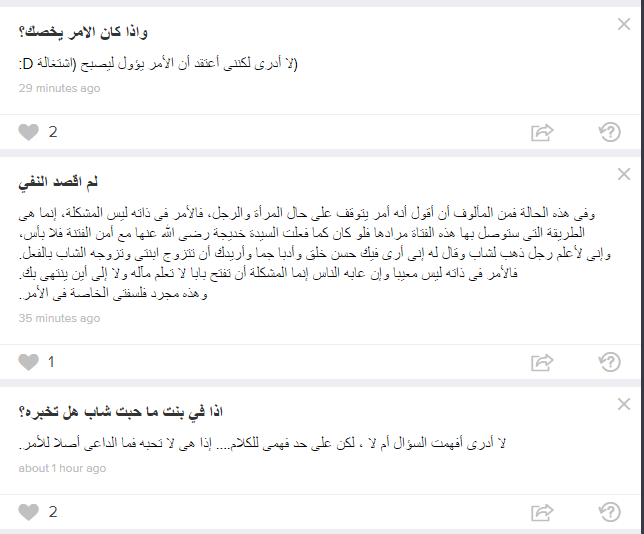 واذا كان الامر يخصك؟
(لا أدرى لكننى أعتقد أن الأمر يؤول ليصبح (اشتغالة D:
29 minutes ago
2
لم اقصد النفي
وفى هذه الحالة فمن المألوف أن أقول أنه أمر يتوقف على حال المرأة والرجل، فالأمر فى ذاته ليس المشكلة، إنما هى
الطريقة التى ستوصل بها هذه الفتاة مرادها فلو كان كما فعلت السيدة خديجة رضى الله عنها مع أمن الفتنة فلا بأس،
وإنى لأعلم رجل ذهب لشاب وقال له إنى أرى فيك حسن خلق وأدبا جما وأريدك أن تتزوج ابنتى وتزوجه الشاب بالفعل.
فالأمر فى ذاته ليس معيبا وإن عابه الناس إنما المشكلة أن تفتح بابا لا تعلم مآله ولا إلى أين ينتهى بك.
وهذه مجرد فلسفتى الخاصة فى الأمر.
35 minutes ago
1
اذا في بنت ما حبت شاب هل تخبره؟
لا أدرى أفهمت السؤال أم لا ، لكن على حد فهمى للكلام.... إذا هى لا تحبه فما الداعى أصلا للأمر.
about 1 hour ago
2